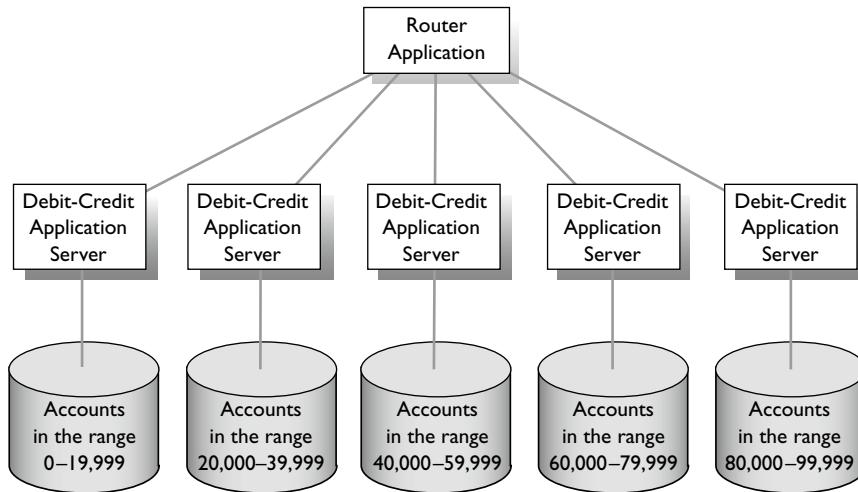 Router
Application
Debit-Credit
Application
Server
Debit-Credit
Application
Server
Debit-Credit
Application
Server
Debit-Credit
Application
Server
Debit-Credit
Application
Server
Accounts
in the range
0–19,999
Accounts
in the range
20,000–39,999
Accounts
in the range
40,000–59,999
Accounts
in the range
60,000–79,999
Accounts
in the range
80,000–99,999